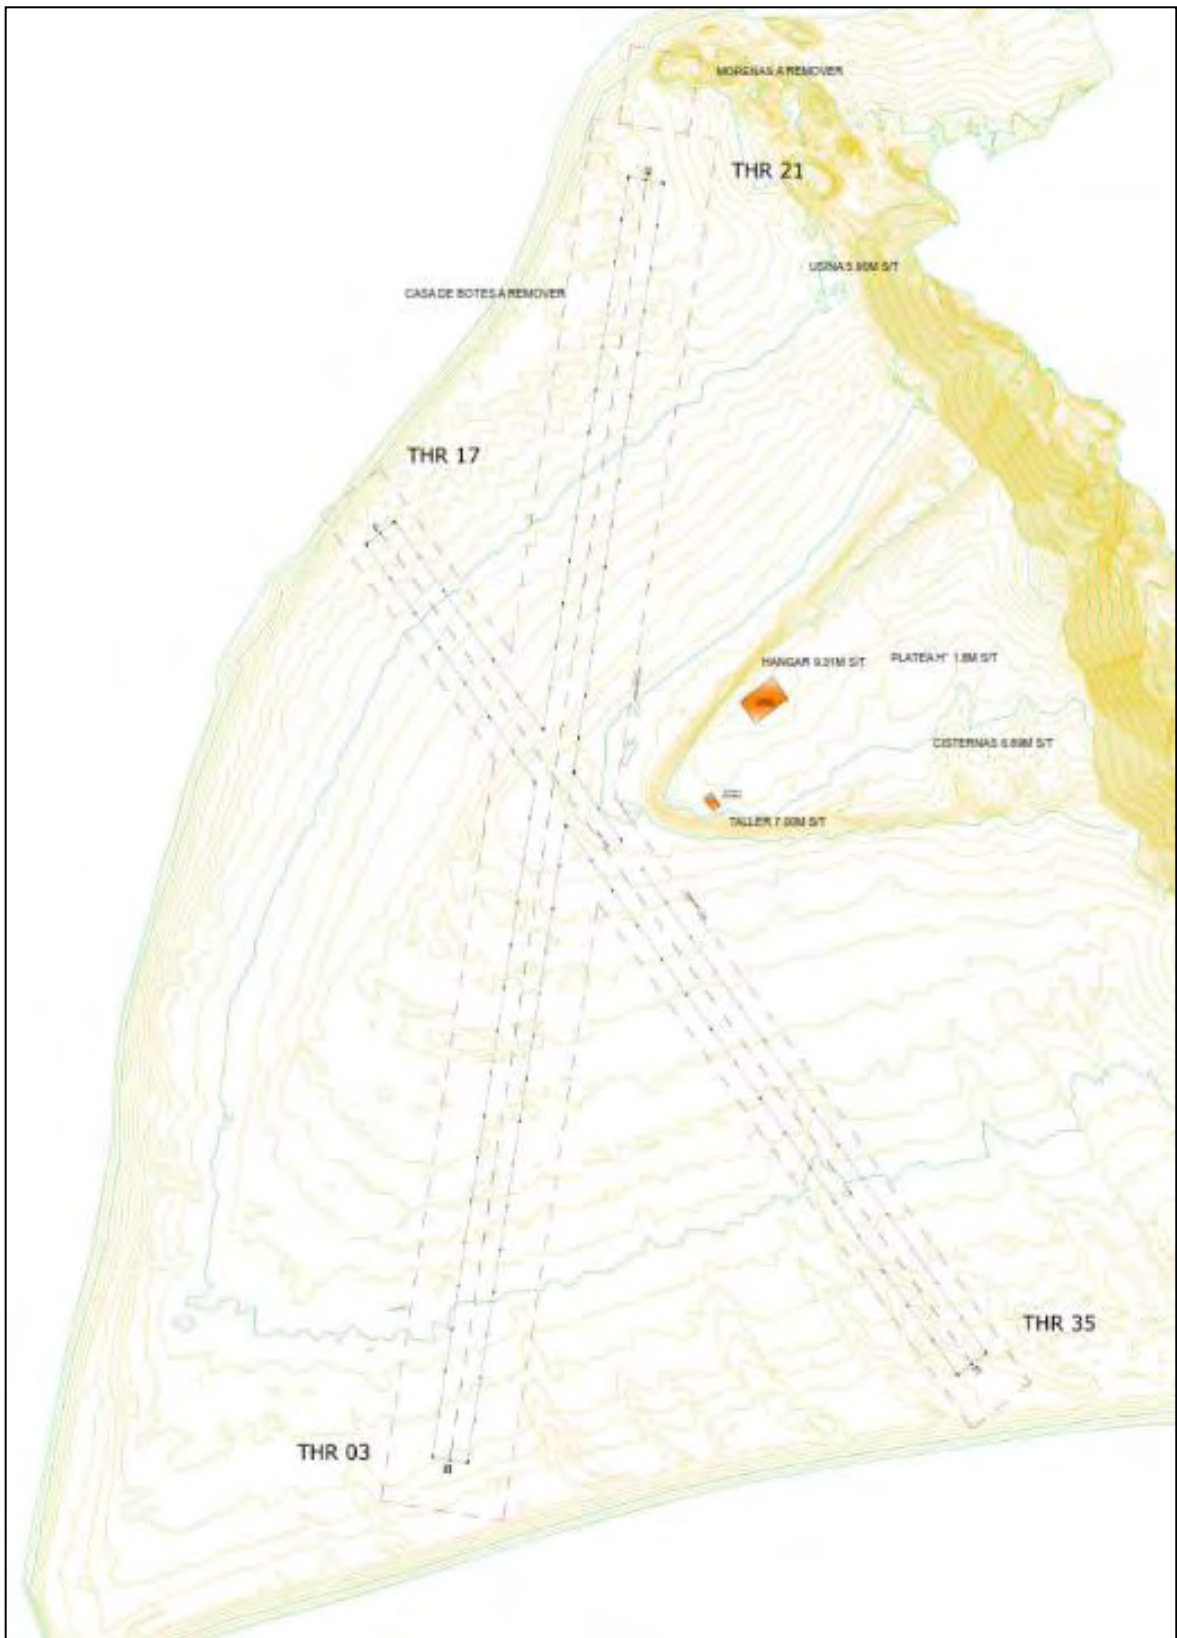 MORENAS A REMOVER
THR 21
USINA 5.90M S/T
CASA DE BOTES A REMOVER
THR 17
HANGAR 9.31M S/T
PLATEA H° 1.8M S/T
CISTERNAS 6.89M S/T
TALLER 7.00M S/T
THR 35
THR 03